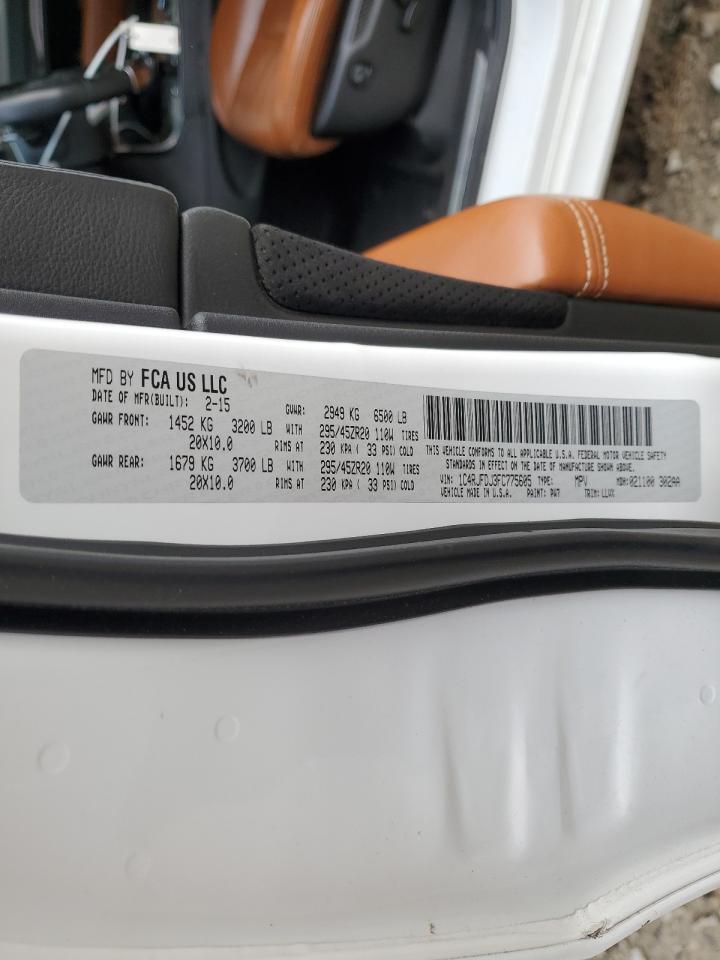 MFD BY FCA US LLC
DATE OF MFR(BUILT): 2-15 GVWR: 2949 KG 6500 LB
GAWR FRONT: 1452 KG 3200 LB WITH 295/45ZR20 110W TIRES
20X10.0 RIMS AT 230 KPA ( 33 PSI) COLD
GAWR REAR: 1679 KG 3700 LB WITH 295/45ZR20 110W TIRES
20X10.0 RIMS AT 230 KPA ( 33 PSI) COLD
THIS VEHICLE CONFORMS TO ALL APPLICABLE U.S.A. FEDERAL MOTOR VEHICLE SAFETY
STANDARDS IN EFFECT ON THE DATE OF MANUFACTURE SHOWN ABOVE.
VIN: 1C4RJFDJ3FC775605 TYPE: MPV MDH: 021100 302AA
VEHICLE MADE IN U.S.A. PAINT: PW7 TRIM: LLVX